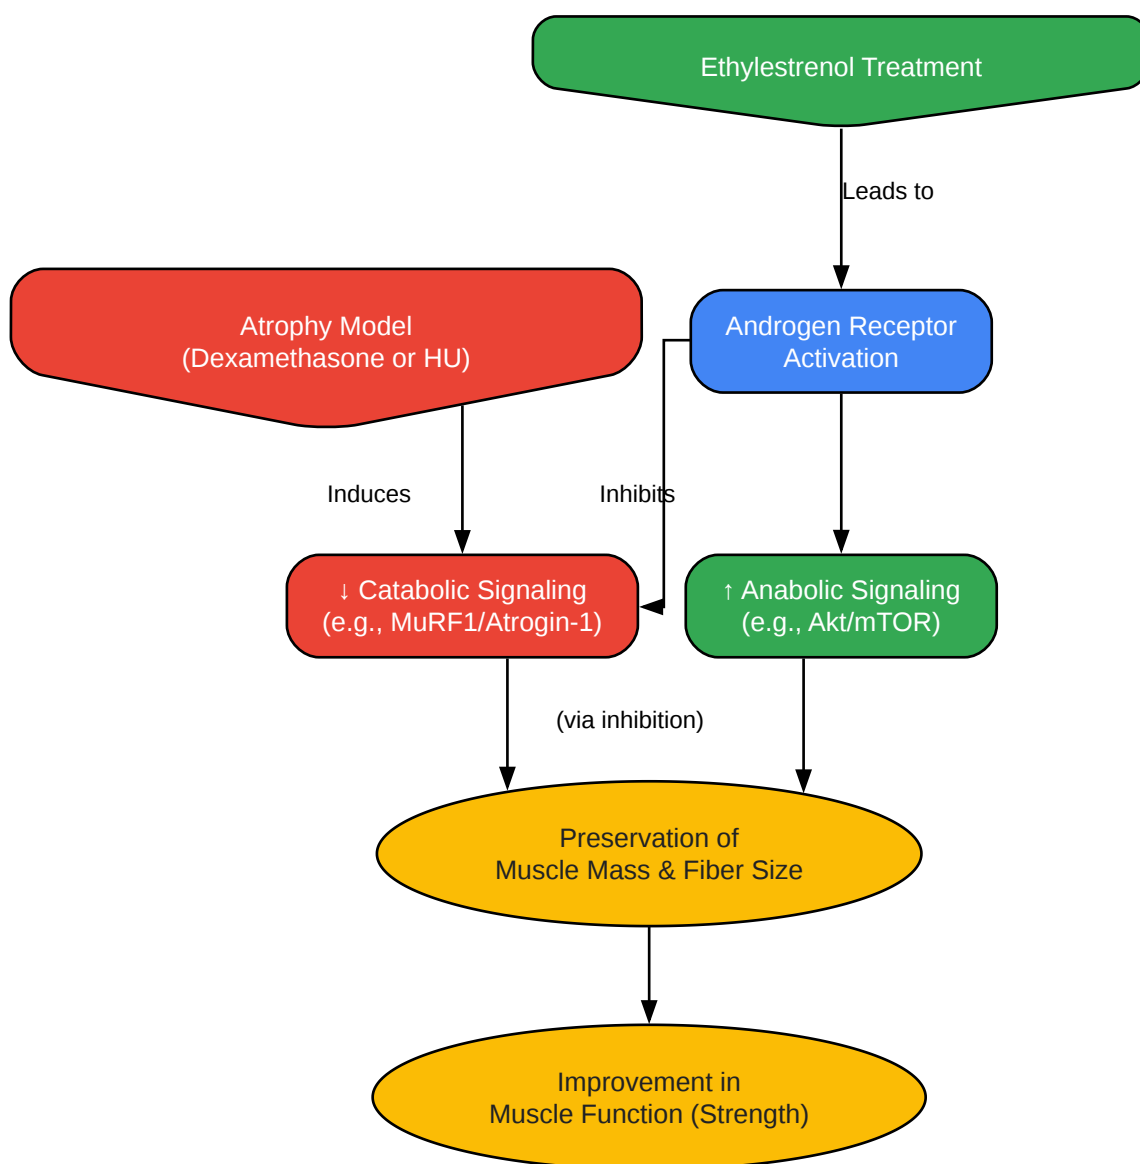 Ethylestrenol Treatment
Leads to
Atrophy Model
(Dexamethasone or HU)
Androgen Receptor
Activation
Induces
Inhibits
↓ Catabolic Signaling
(e.g., MuRF1/Atrogin-1)
↑ Anabolic Signaling
(e.g., Akt/mTOR)
(via inhibition)
Preservation of
Muscle Mass & Fiber Size
Improvement in
Muscle Function (Strength)